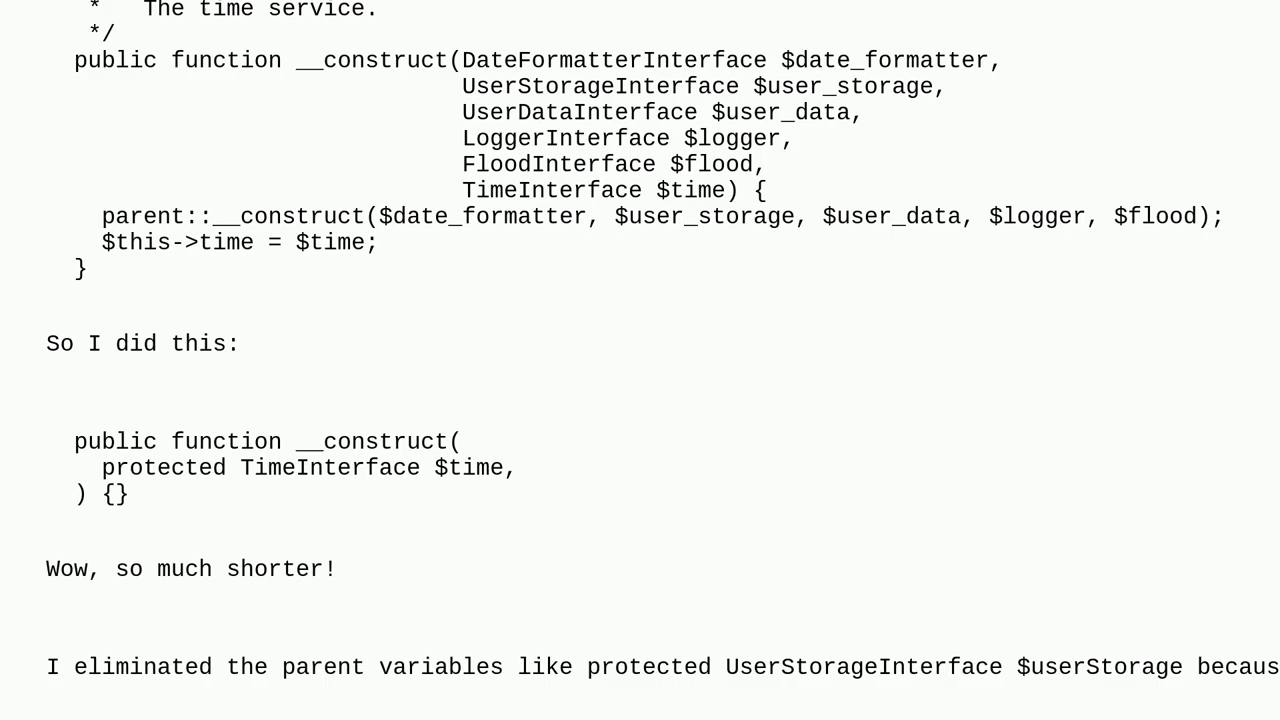 *   The time service.
*/
public function __construct(DateFormatterInterface $date_formatter,
UserStorageInterface $user_storage,
UserDataInterface $user_data,
LoggerInterface $logger,
FloodInterface $flood,
TimeInterface $time) {
parent::__construct($date_formatter, $user_storage, $user_data, $logger, $flood);
$this->time = $time;
}
So I did this:
public function __construct(
protected TimeInterface $time,
) {}
Wow, so much shorter!
I eliminated the parent variables like protected UserStorageInterface $userStorage becaus